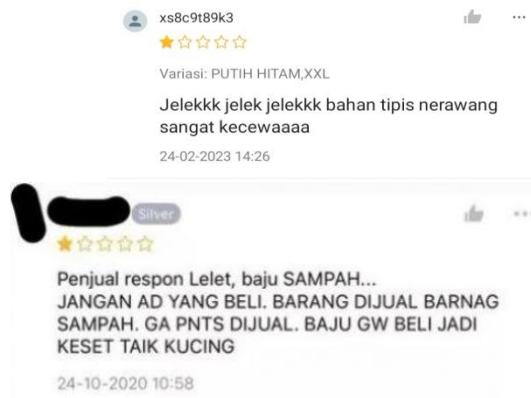 xs8c9t89k3
Variasi: PUTIH HITAM,XXL
Jelekkk jelek jelekkk bahan tipis nerawang
sangat kecewaaaa
24-02-2023 14:26
Silver
Penjual respon Lelet, baju SAMPAH...
JANGAN AD YANG BELI. BARANG DIJUAL BARNAG
SAMPAH. GA PNTS DIJUAL. BAJU GW BELI JADI
KESET TAIK KUCING
24-10-2020 10:58